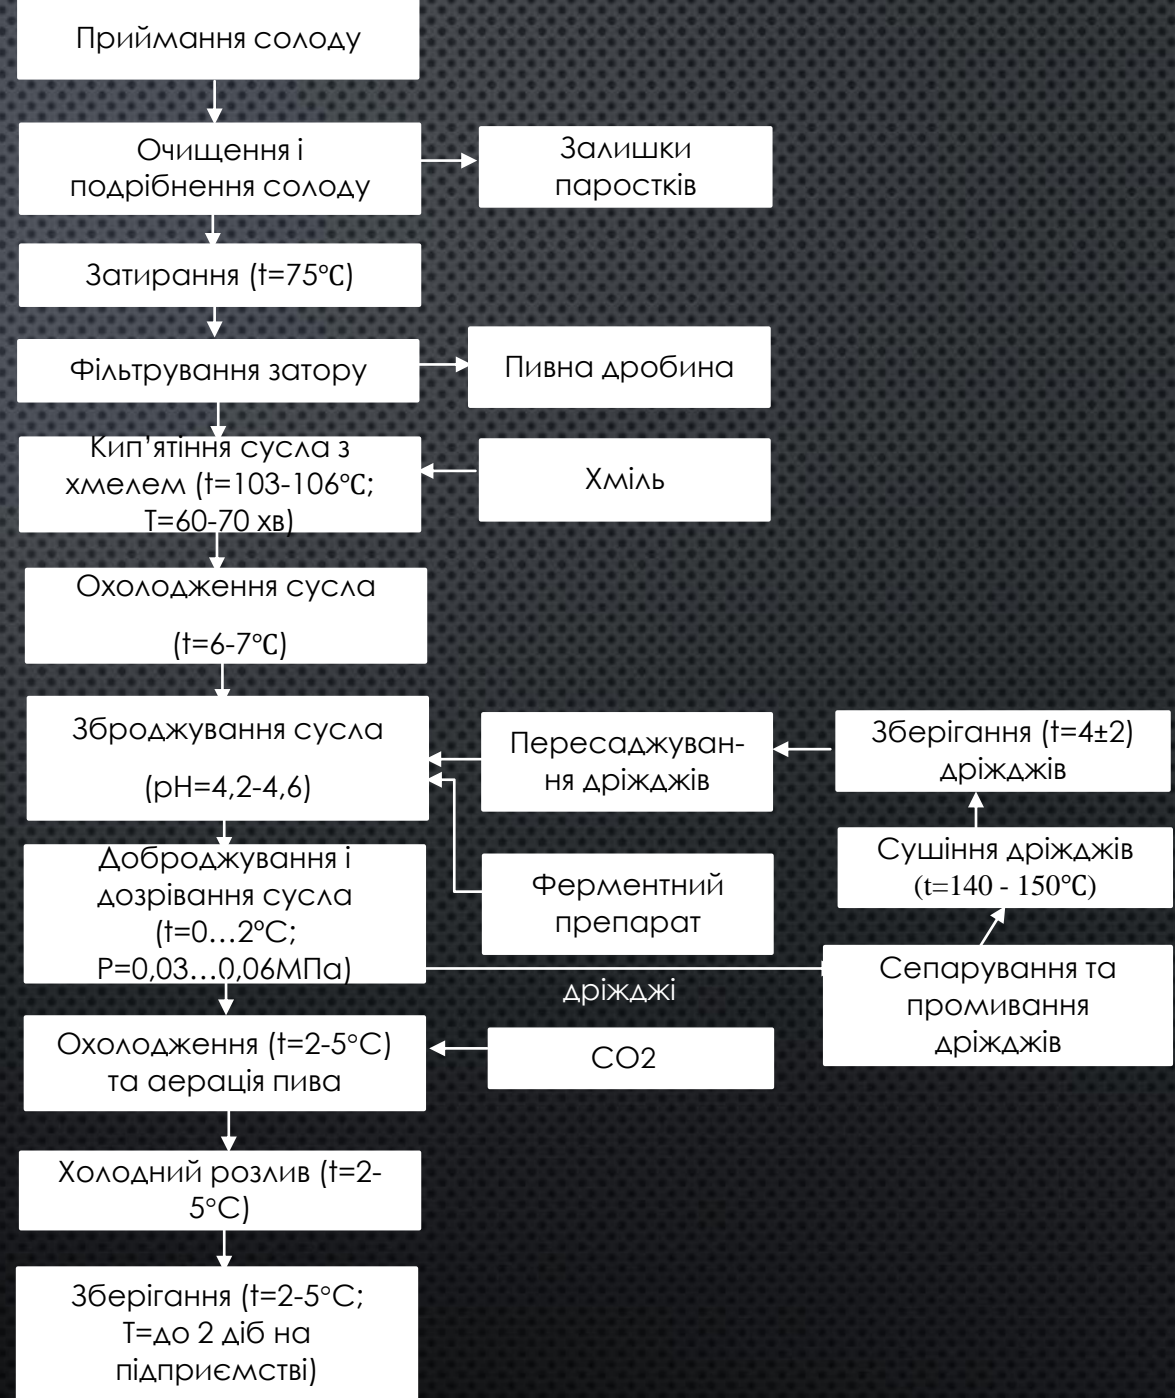 Приймання солоду
Очищення і
подрібнення солоду
Залишки
паростків
Затирання (t=75℃)
Фільтрування затору
Пивна дробина
Кип’ятіння сусла з
хмелем (t=103-106℃;
Т=60-70 хв)
Хміль
Охолодження сусла
(t=6-7℃)
Зброджування сусла
(рН=4,2-4,6)
Пересаджуван-
ня дріжджів
Зберігання (t=4±2)
дріжджів
Доброджування і
дозрівання сусла
(t=0…2ºС;
Р=0,03…0,06МПа)
Ферментний
препарат
Сушіння дріжджів
(t=140 - 150℃)
дріжджі
Сепарування та
промивання
дріжджів
Охолодження (t=2-5°С)
та аерація пива
СО2
Холодний розлив (t=2-
5°С)
Зберігання (t=2-5°С;
Т=до 2 діб на
підприємстві)